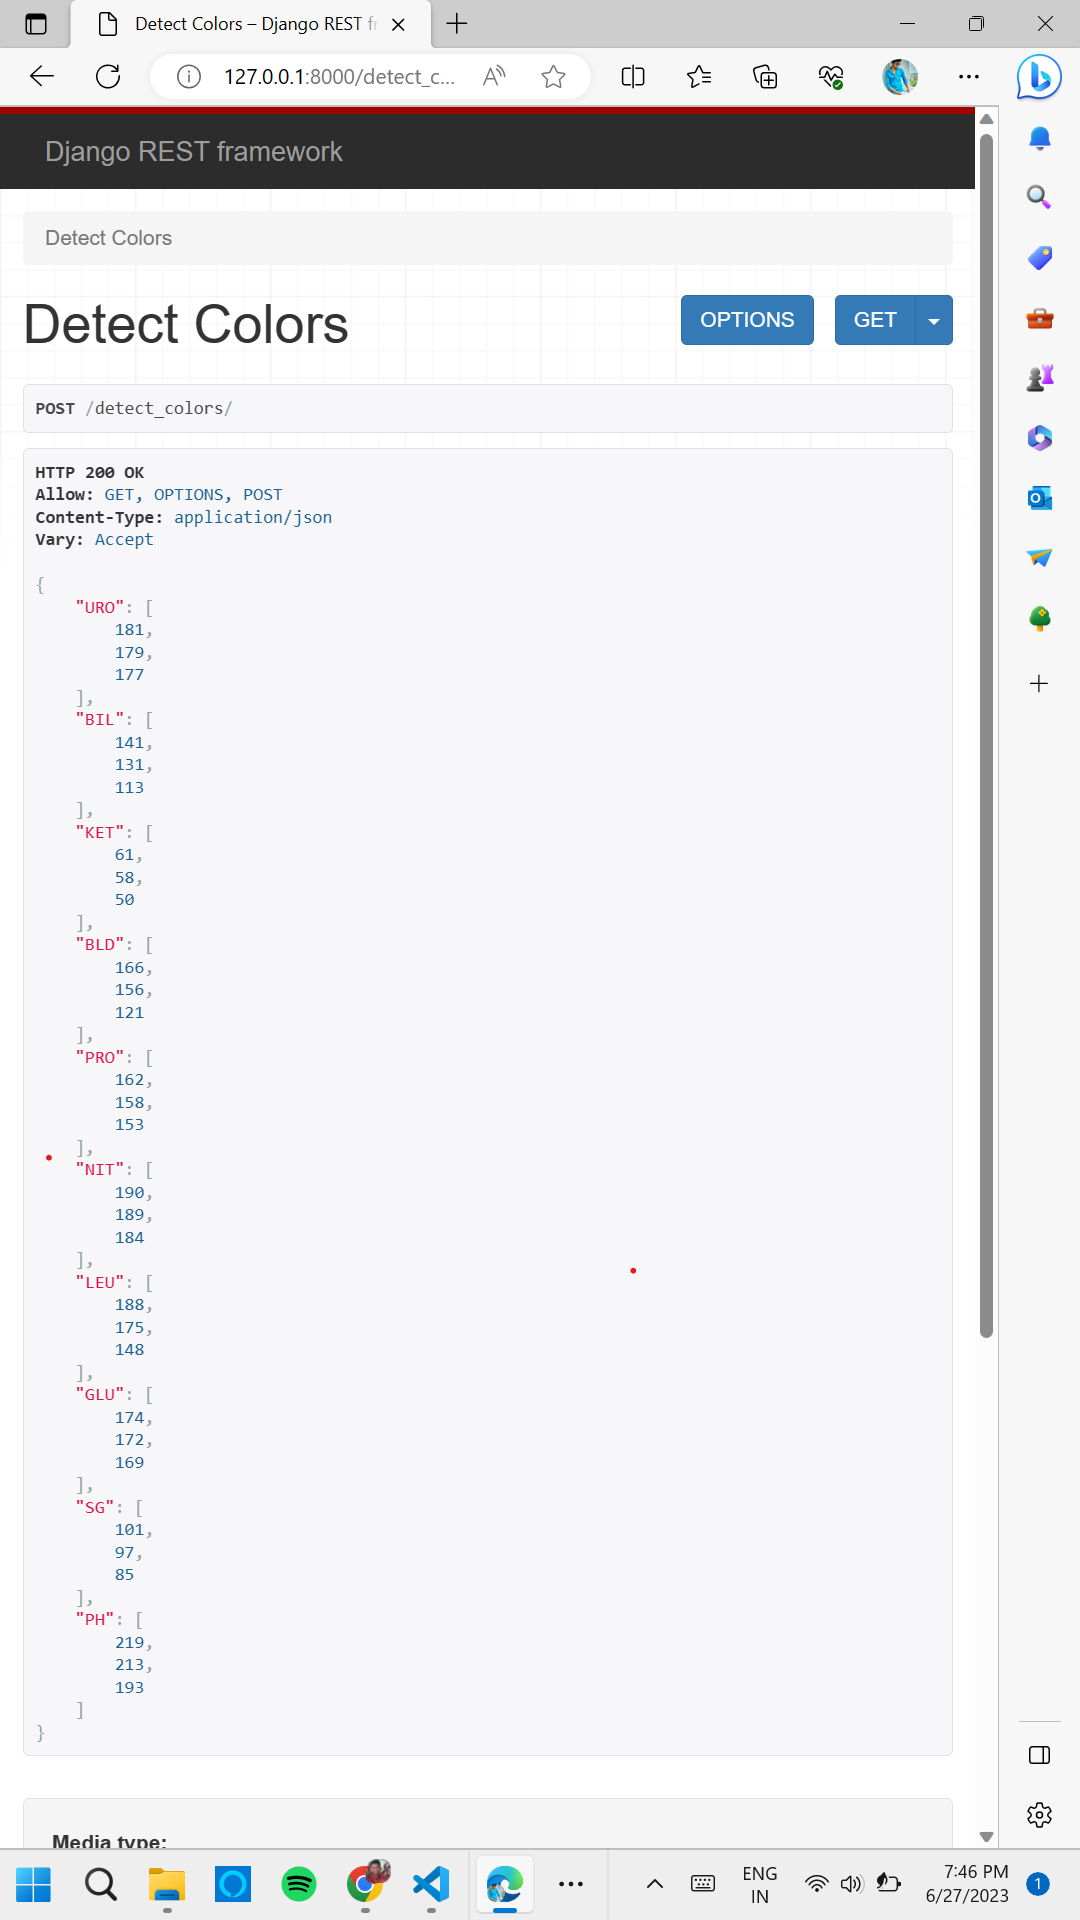 Detect Colors – Django REST fr
127.0.0.1:8000/detect_c...
Django REST framework
Detect Colors
Detect Colors
OPTIONS
GET
POST /detect_colors/
HTTP 200 OK
Allow: GET, OPTIONS, POST
Content-Type: application/json
Vary: Accept
{
"URO": [
181,
179,
177
],
"BIL": [
141,
131,
113
],
"KET": [
61,
58,
50
],
"BLD": [
166,
156,
121
],
"PRO": [
162,
158,
153
],
"NIT": [
190,
189,
184
],
"LEU": [
188,
175,
148
],
"GLU": [
174,
172,
169
],
"SG": [
101,
97,
85
],
"PH": [
219,
213,
193
]
}
Media type:
ENG
IN
7:46 PM
6/27/2023
1